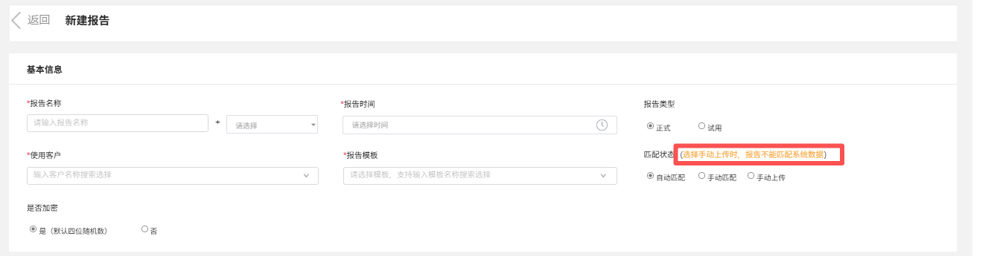 返回 新建报告
基本信息
*报告名称 *报告时间 报告类型
请输入报告名称 + 请选择 请选择时间 正式 试用
*使用客户 *报告模板 匹配状态 (选择手动上传时，报告不能匹配系统数据)
输入客户名称搜索选择 请选择模板，支持输入模板名称搜索选择 自动匹配 手动匹配 手动上传
是否加密
是（默认四位随机数） 否